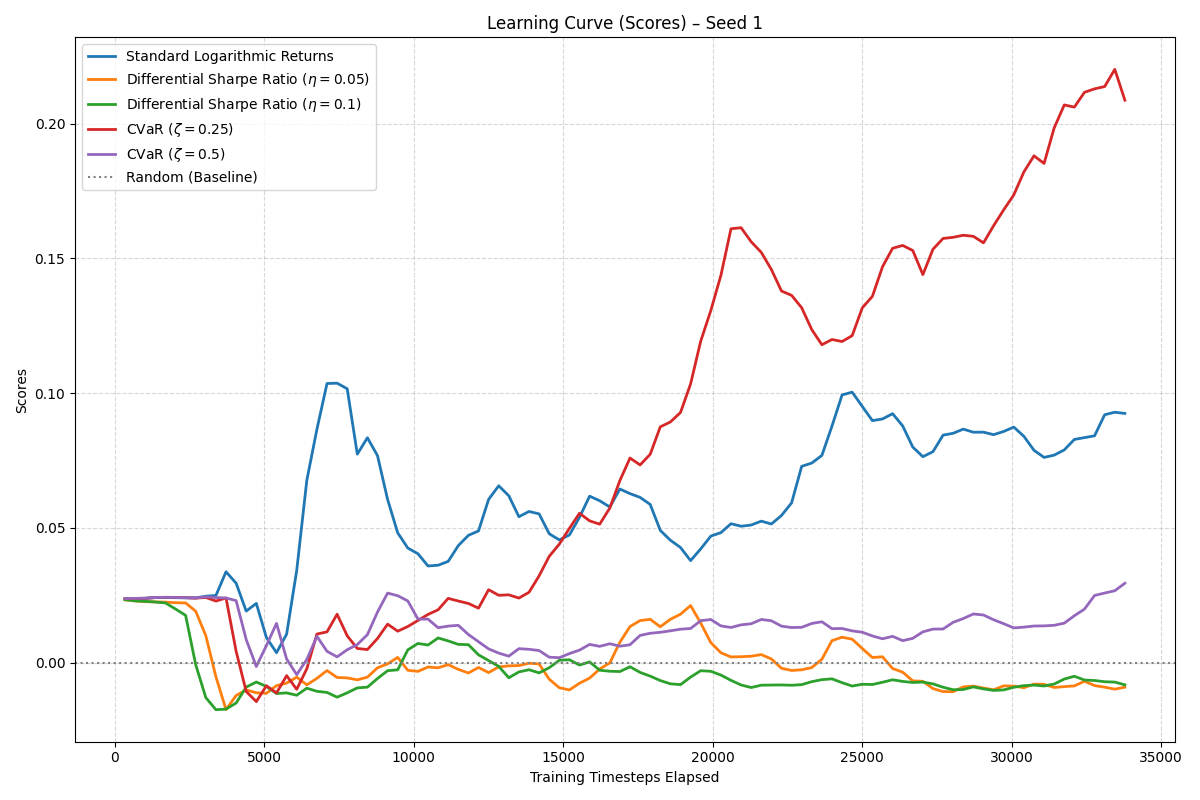 Learning Curve (Scores) – Seed 1
Standard Logarithmic Returns
Differential Sharpe Ratio (η = 0.05)
Differential Sharpe Ratio (η = 0.1)
CVaR (ζ = 0.25)
CVaR (ζ = 0.5)
Random (Baseline)
Scores
0.20
0.15
0.10
0.05
0.00
0 5000 10000 15000 20000 25000 30000 35000
Training Timesteps Elapsed